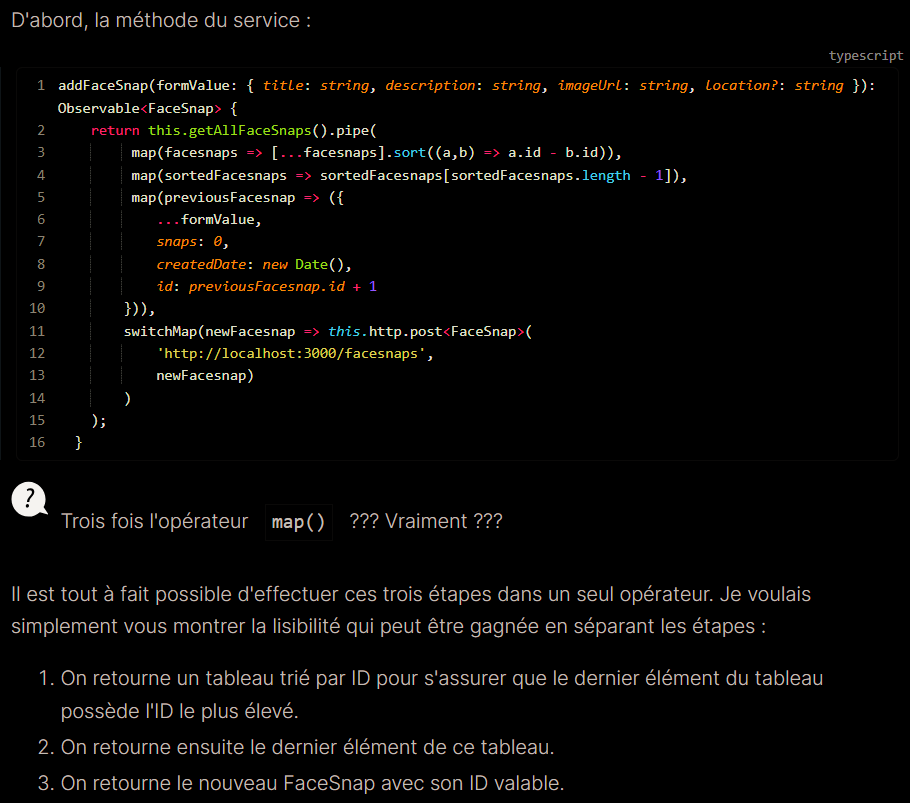 D'abord, la méthode du service :
typescript
1 addFaceSnap(formValue: { title: string, description: string, imageUrl: string, location?: string }):
Observable<FaceSnap> {
2 return this.getAllFaceSnaps().pipe(
3 map(facesnaps => [...facesnaps].sort((a,b) => a.id - b.id)),
4 map(sortedFacesnaps => sortedFacesnaps[sortedFacesnaps.length - 1]),
5 map(previousFacesnap => ({
6 ...formValue,
7 snaps: 0,
8 createdDate: new Date(),
9 id: previousFacesnap.id + 1
10 })),
11 switchMap(newFacesnap => this.http.post<FaceSnap>(
12 'http://localhost:3000/facesnaps',
13 newFacesnap)
14 )
15 );
16 }
?
Trois fois l'opérateur map() ??? Vraiment ???
Il est tout à fait possible d'effectuer ces trois étapes dans un seul opérateur. Je voulais
simplement vous montrer la lisibilité qui peut être gagnée en séparant les étapes :
1. On retourne un tableau trié par ID pour s'assurer que le dernier élément du tableau
possède l'ID le plus élevé.
2. On retourne ensuite le dernier élément de ce tableau.
3. On retourne le nouveau FaceSnap avec son ID valable.